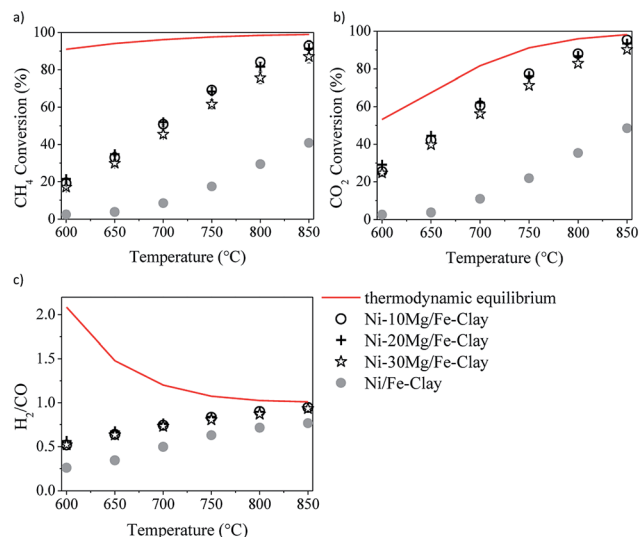 a)
100
80
60
40
20
0
CH4 Conversion (%)
600 650 700 750 800 850
Temperature (°C)
b)
100
80
60
40
20
0
CO2 Conversion (%)
600 650 700 750 800 850
Temperature (°C)
c)
2.0
1.5
1.0
0.5
0.0
H2/CO
600 650 700 750 800 850
Temperature (°C)
thermodynamic equilibrium
Ni-10Mg/Fe-Clay
Ni-20Mg/Fe-Clay
Ni-30Mg/Fe-Clay
Ni/Fe-Clay